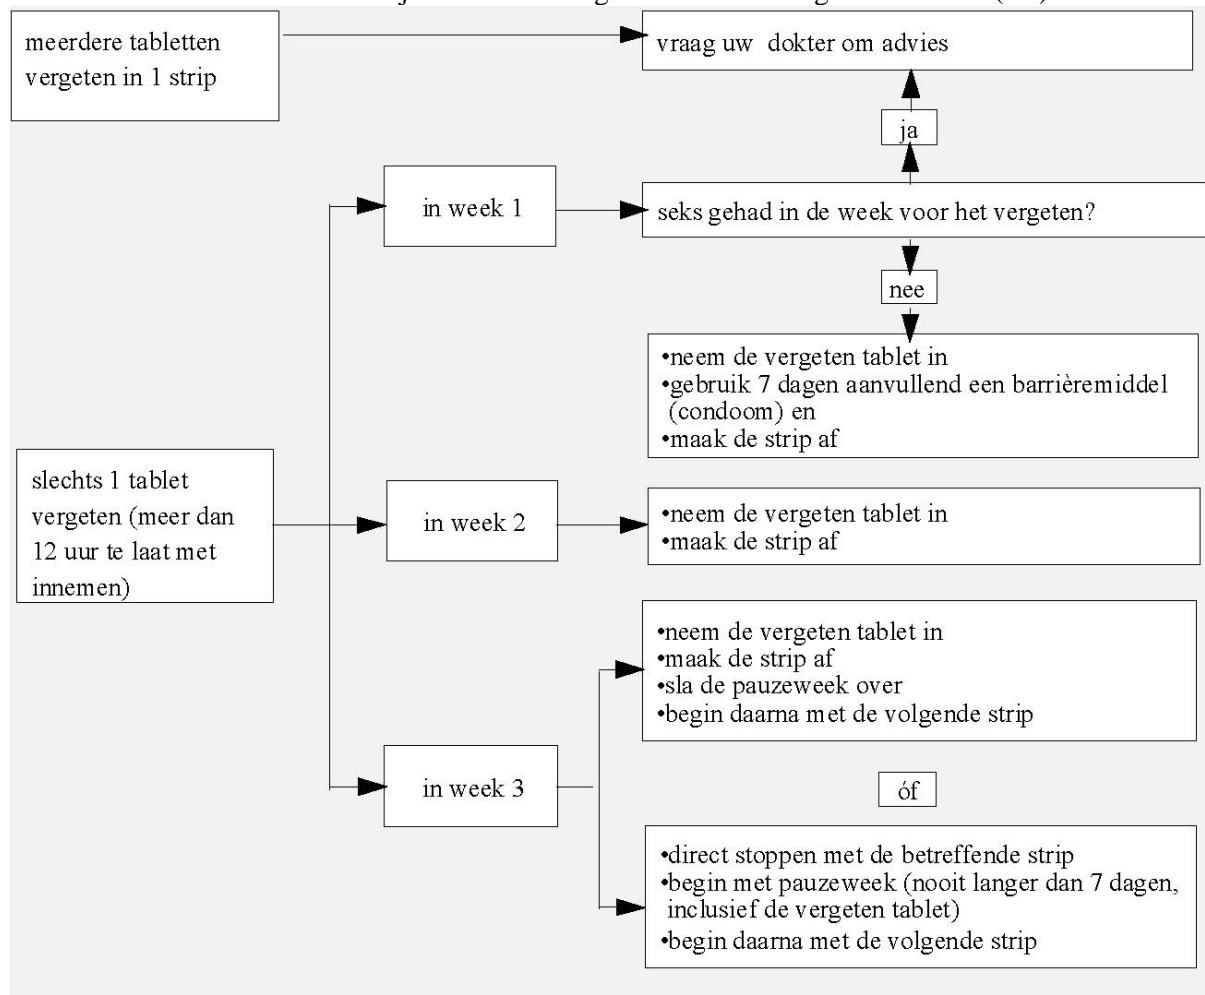 meerdere tabletten
vergeten in 1 strip
vraag uw dokter om advies
ja
in week 1
seks gehad in de week voor het vergeten?
nee
•neem de vergeten tablet in
•gebruik 7 dagen aanvullend een barrièremiddel
(condoom) en
•maak de strip af
slechts 1 tablet
vergeten (meer dan
12 uur te laat met
innemen)
in week 2
•neem de vergeten tablet in
•maak de strip af
•neem de vergeten tablet in
•maak de strip af
•sla de pauzeweek over
•begin daarna met de volgende strip
in week 3
óf
•direct stoppen met de betreffende strip
•begin met pauzeweek (nooit langer dan 7 dagen,
inclusief de vergeten tablet)
•begin daarna met de volgende strip